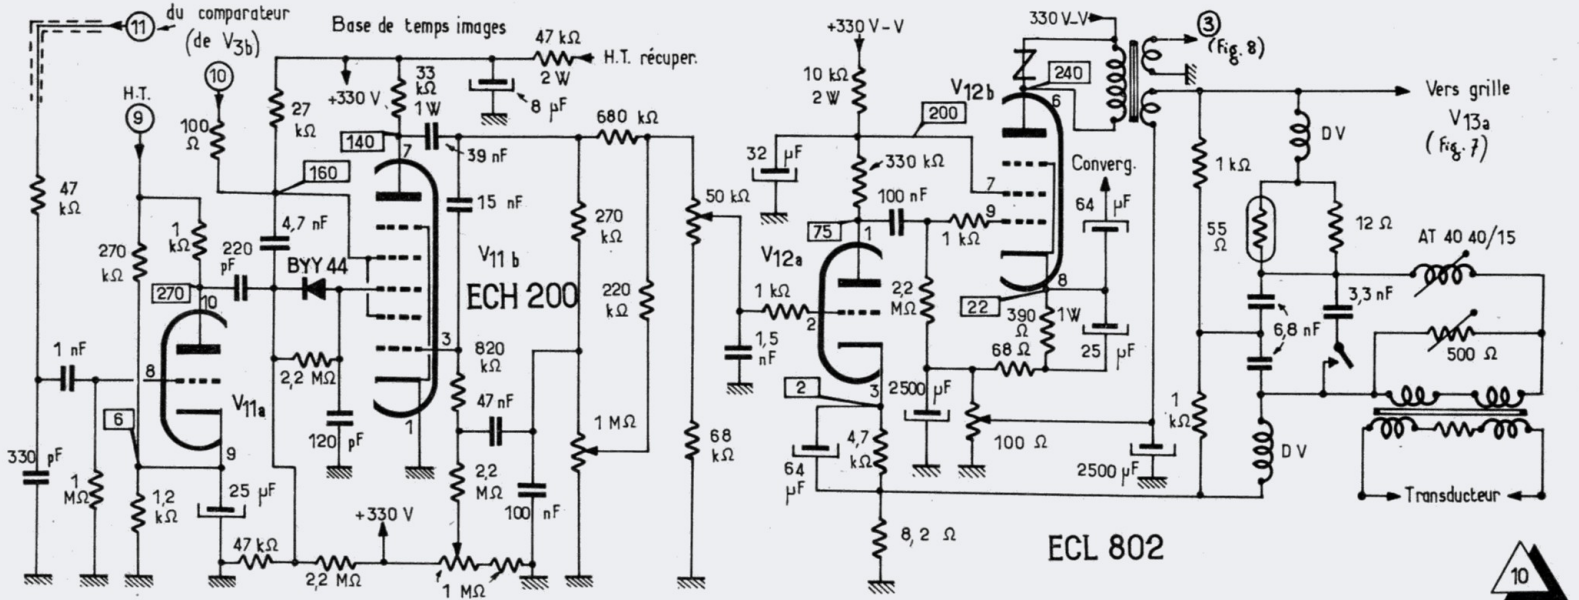 11
du comparateur
(de V3b)
10
H.T.
9
Base de temps images
47 kΩ
2 W
H.T. récuper.
+330 V
33
kΩ
1W
8 µF
27
kΩ
100
Ω
140
7
39 nF
680 kΩ
160
47
kΩ
1
kΩ
270
kΩ
4,7 nF
220
pF
BYY 44
15 nF
V11b
ECH 200
270
kΩ
220
kΩ
50 kΩ
270
10
3
820
kΩ
1 nF
8
2,2 MΩ
V11a
6
9
120 pF
1
47 nF
1 MΩ
68
kΩ
330 pF
1
MΩ
1,2
kΩ
25 µF
2,2
MΩ
100 nF
47 kΩ
2,2 MΩ
+330 V
1 MΩ
+330 V-V
10 kΩ
2 W
330 V-V
3
(Fig. 8)
240
V12b
6
200
32 µF
330 kΩ
100 nF
7
9
1 kΩ
Converg.
64
µF
75
1
V12a
1 kΩ
2
1,5
nF
2,2
MΩ
22
8
390
Ω
1W
68 Ω
25 µF
2
3
2500 µF
100 Ω
64
µF
4,7
kΩ
2500 µF
8,2 Ω
ECL 802
Vers grille
V13a
(Fig. 7)
DV
1 kΩ
55
Ω
12 Ω
AT 40 40/15
3,3 nF
6,8 nF
500 Ω
1
kΩ
DV
Transducteur
10